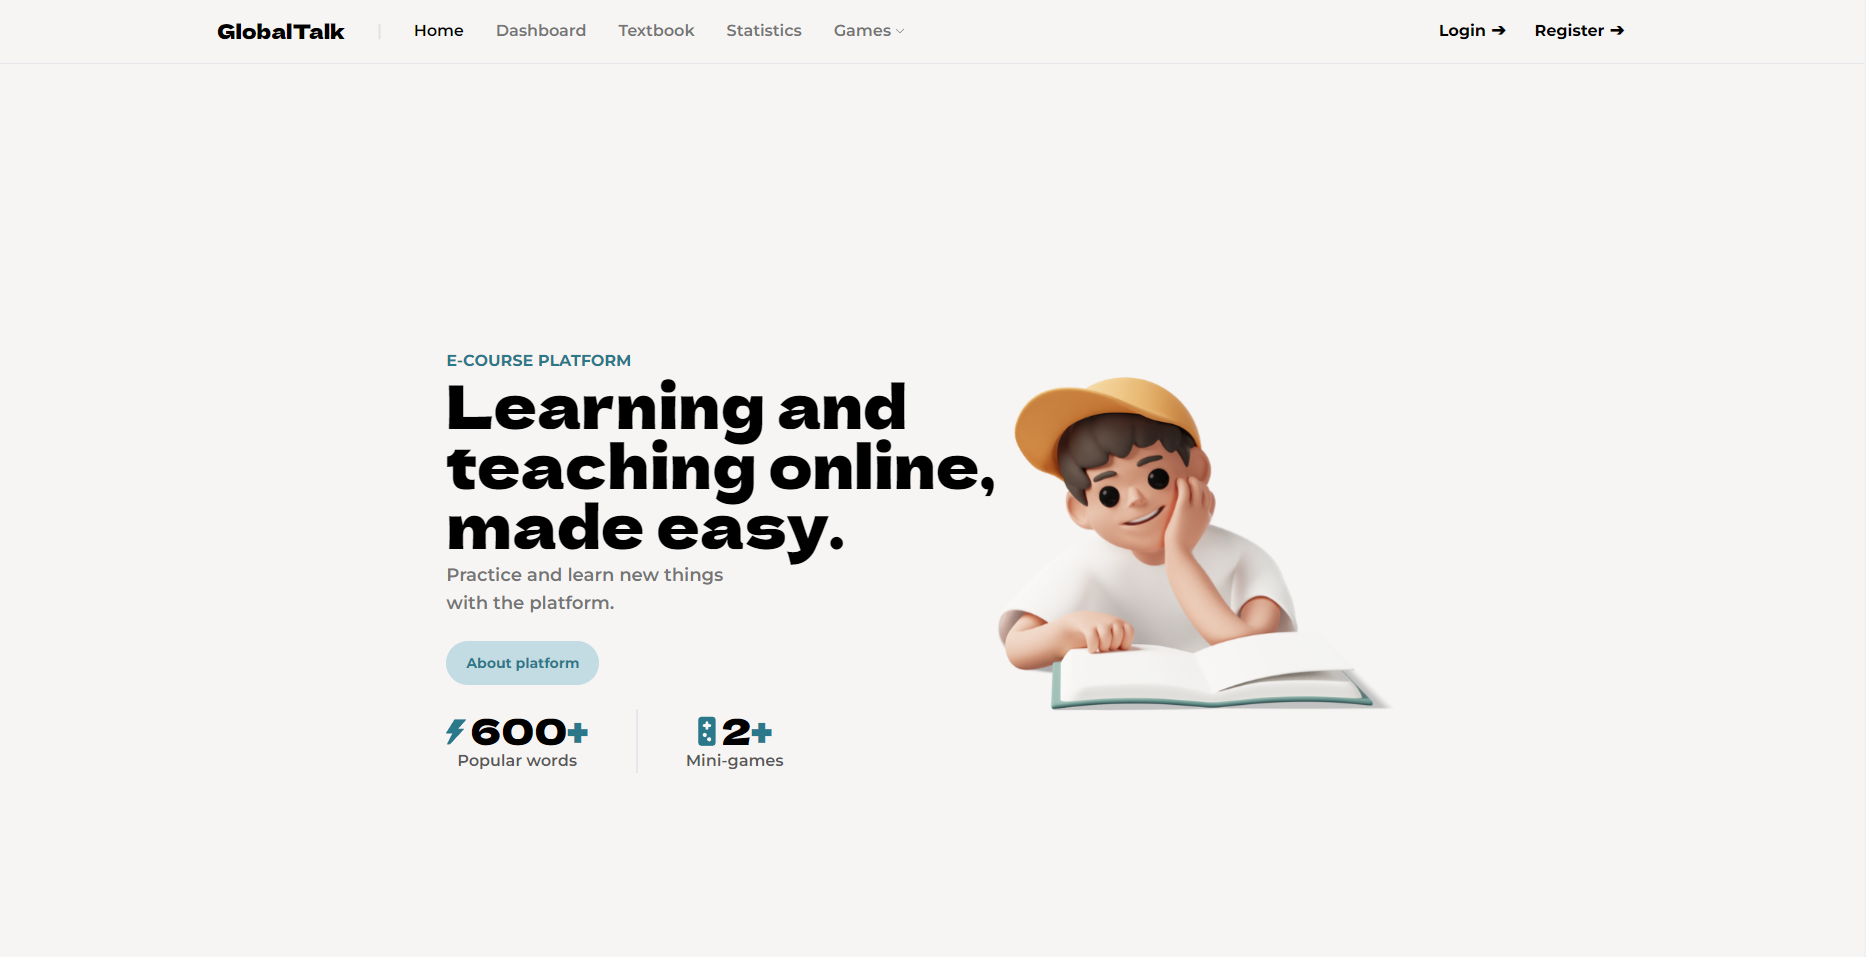 GlobalTalk
Home
Dashboard
Textbook
Statistics
Games
Login ➔
Register ➔
E-COURSE PLATFORM
Learning and
teaching online,
made easy.
Practice and learn new things
with the platform.
About platform
600+
Popular words
2+
Mini-games